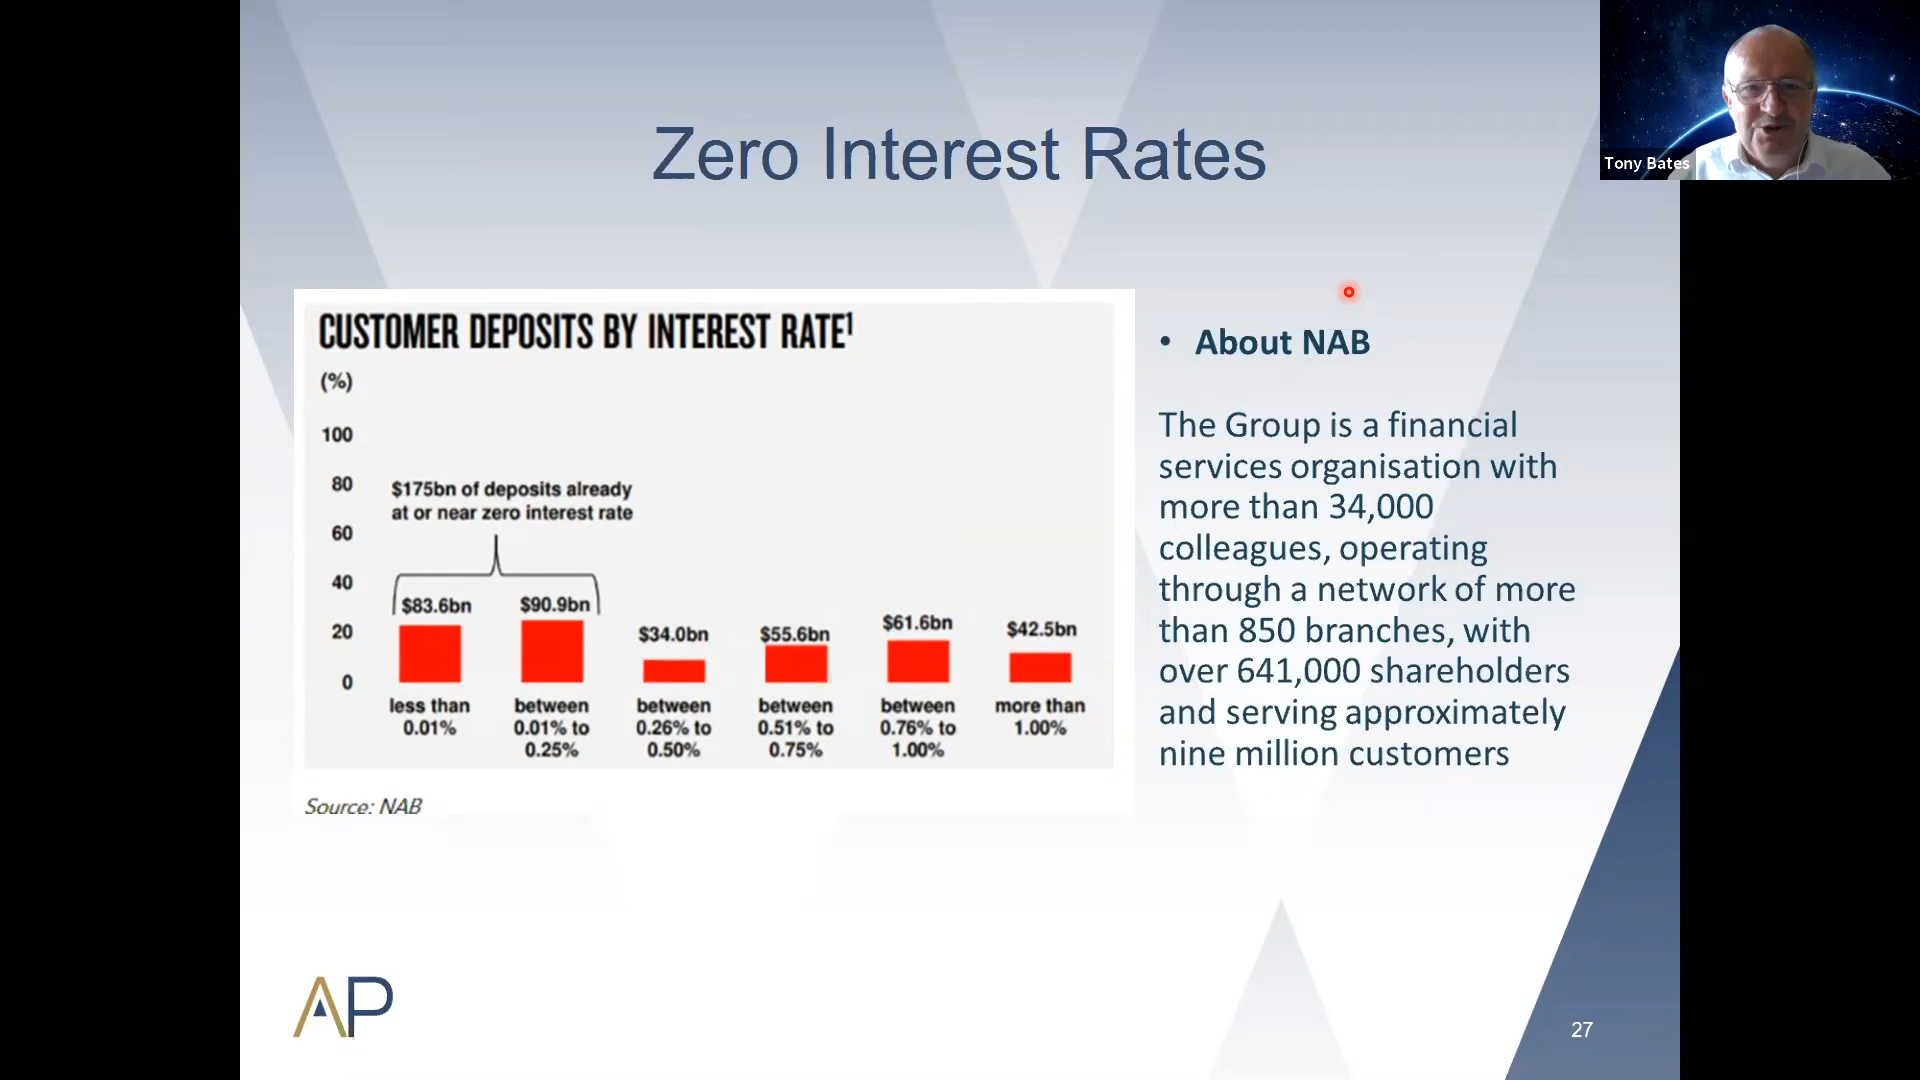 Zero Interest Rates
Tony Bates
CUSTOMER DEPOSITS BY INTEREST RATE¹
(%)
100
80
60
40
20
0
$175bn of deposits already
at or near zero interest rate
$83.6bn
$90.9bn
$34.0bn
$55.6bn
$61.6bn
$42.5bn
less than
0.01%
between
0.01% to
0.25%
between
0.26% to
0.50%
between
0.51% to
0.75%
between
0.76% to
1.00%
more than
1.00%
Source: NAB
• About NAB
The Group is a financial
services organisation with
more than 34,000
colleagues, operating
through a network of more
than 850 branches, with
over 641,000 shareholders
and serving approximately
nine million customers
AP
27